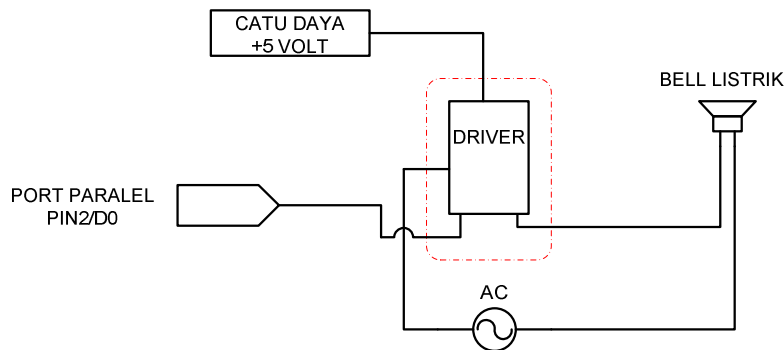 CATU DAYA
+5 VOLT
BELL LISTRIK
DRIVER
PORT PARALEL
PIN2/D0
AC